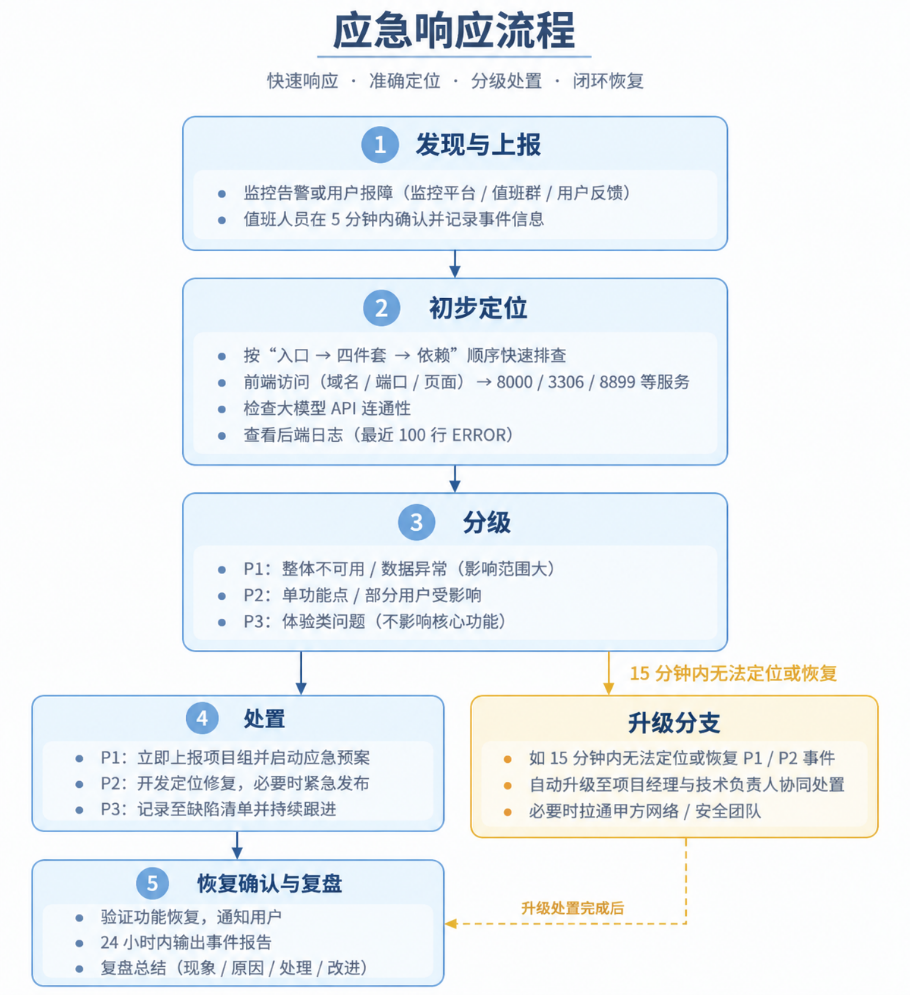 应急响应流程
快速响应 · 准确定位 · 分级处置 · 闭环恢复
1 发现与上报
• 监控告警或用户报障（监控平台 / 值班群 / 用户反馈）
• 值班人员在 5 分钟内确认并记录事件信息
2 初步定位
• 按“入口 → 四件套 → 依赖”顺序快速排查
• 前端访问（域名 / 端口 / 页面）→ 8000 / 3306 / 8899 等服务
• 检查大模型 API 连通性
• 查看后端日志（最近 100 行 ERROR）
3 分级
• P1：整体不可用 / 数据异常（影响范围大）
• P2：单功能点 / 部分用户受影响
• P3：体验类问题（不影响核心功能）
15 分钟内无法定位或恢复
4 处置
• P1：立即上报项目组并启动应急预案
• P2：开发定位修复，必要时紧急发布
• P3：记录至缺陷清单并持续跟进
升级分支
• 如 15 分钟内无法定位或恢复 P1 / P2 事件
• 自动升级至项目经理与技术负责人协同处置
• 必要时拉通甲方网络 / 安全团队
升级处置完成后
5 恢复确认与复盘
• 验证功能恢复，通知用户
• 24 小时内输出事件报告
• 复盘总结（现象 / 原因 / 处理 / 改进）